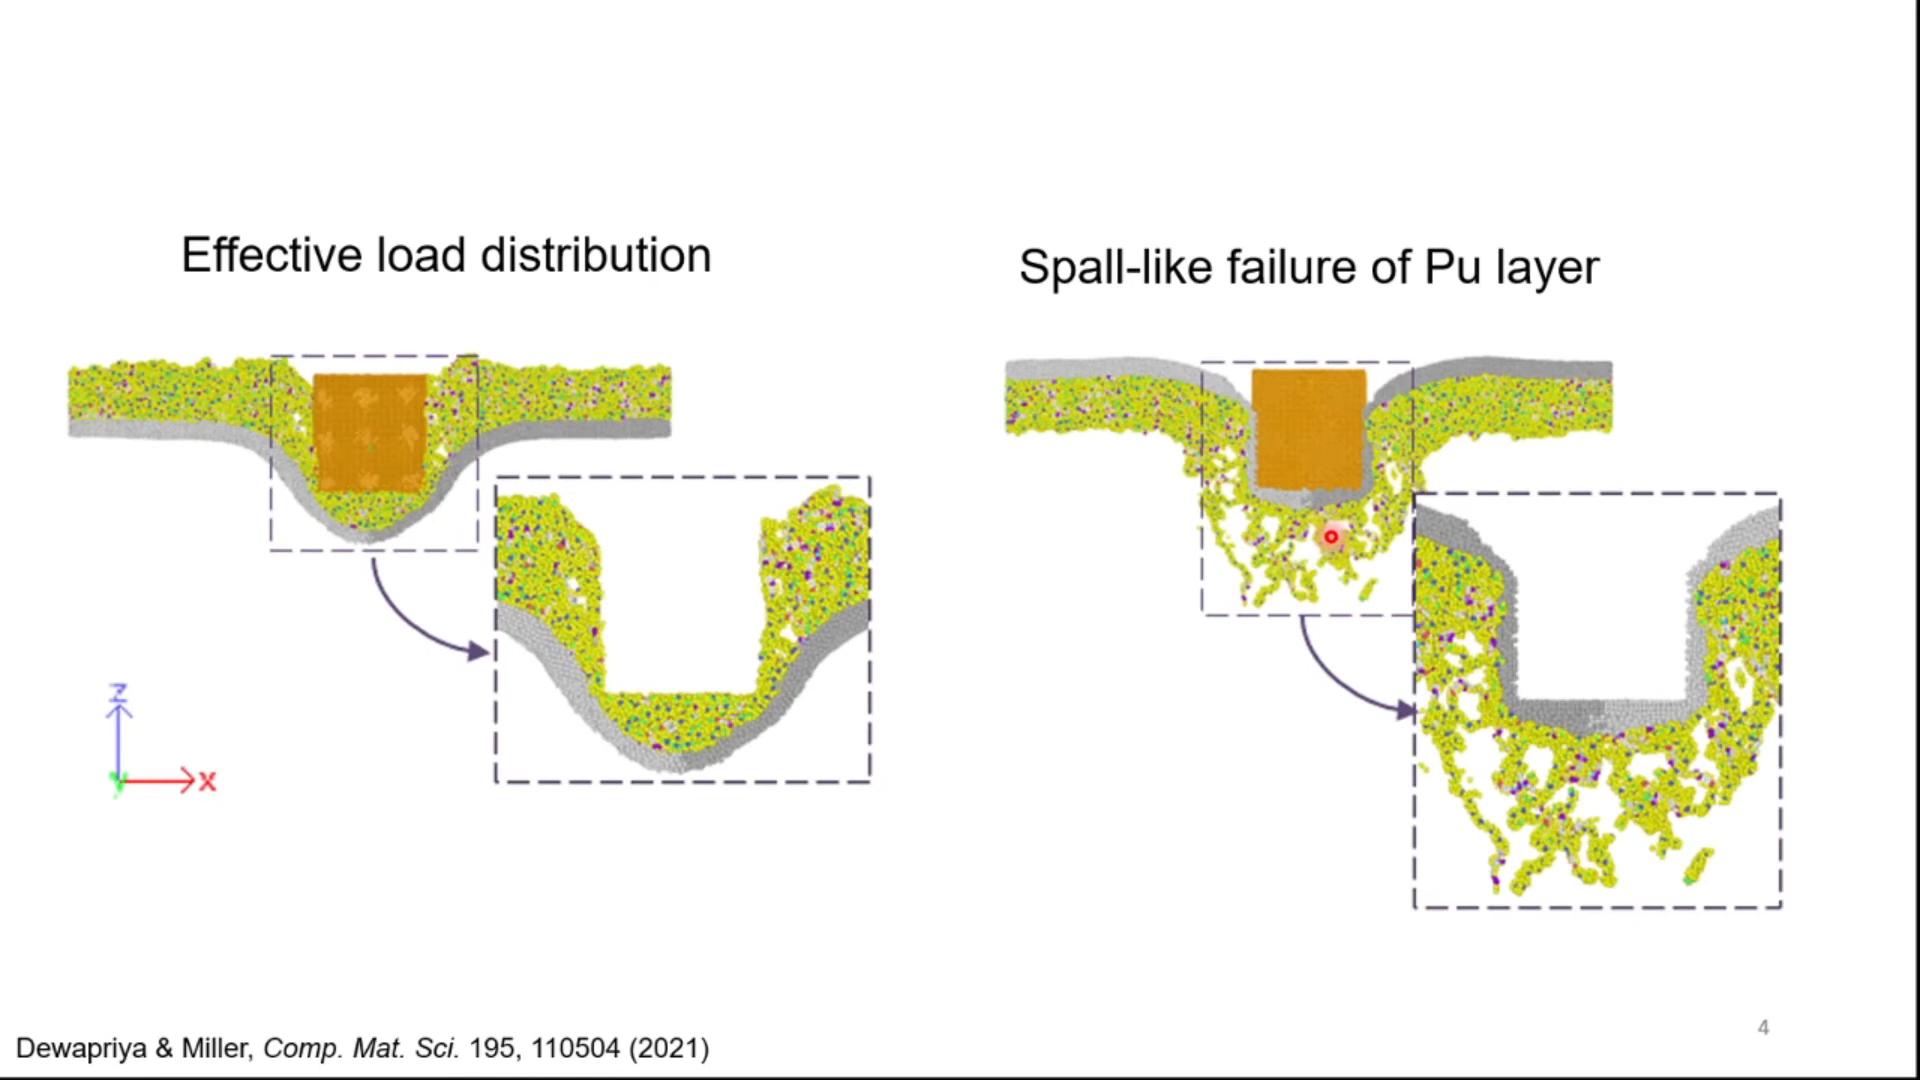 Effective load distribution
Spall-like failure of Pu layer
z
y
x
4
Dewapriya & Miller, Comp. Mat. Sci. 195, 110504 (2021)